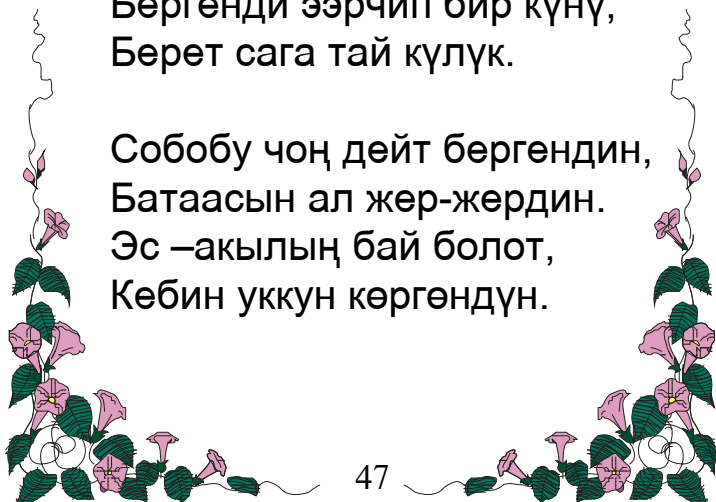 Бергенди ээрчип бир күнү,
Берет сага тай күлүк.
Собобу чоң дейт бергендин,
Батаасын ал жер-жердин.
Эс –акылың бай болот,
Кебин уккун көргөндүн.
47